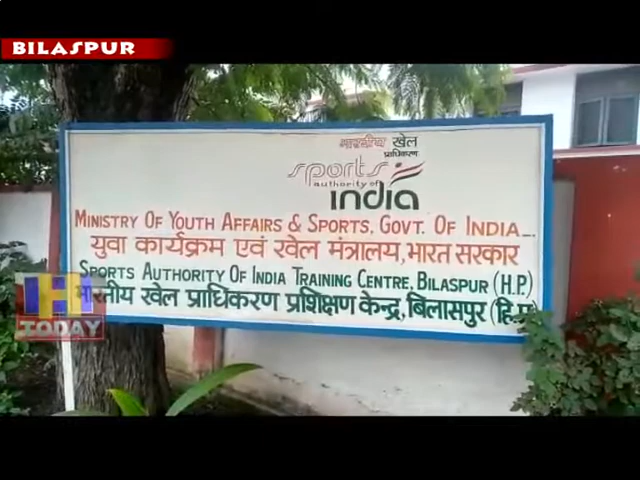 BILASPUR
भारतीय खेल
प्राधिकरण
sports
authority of
india
MINISTRY OF YOUTH AFFAIRS & SPORTS, GOVT. OF INDIA
युवा कार्यक्रम एवं खेल मंत्रालय, भारत सरकार
SPORTS AUTHORITY OF INDIA TRAINING CENTRE, BILASPUR (H.P)
भारतीय खेल प्राधिकरण प्रशिक्षण केन्द्र, बिलासपुर (हि.प्र)
H
TODAY